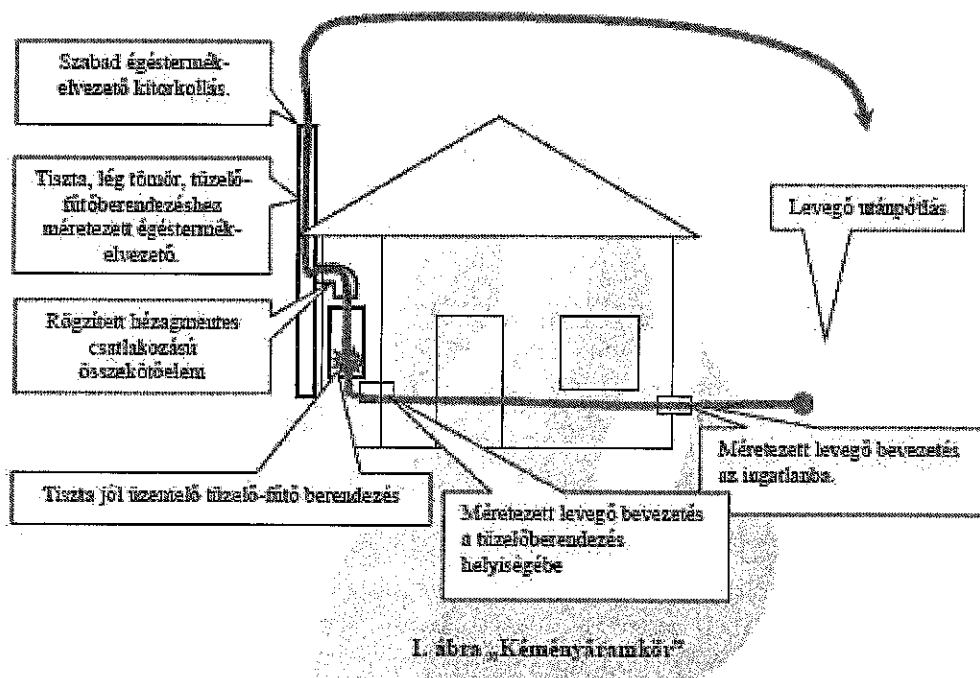 Szabad égéstermék-
elvezető kitorkollás.
Tiszta, lég tömör, tüzelő-
fűtőberendezéshez
méretezett égéstermék-
elvezető.
Rögzített hézagmentes
csatlakozású
összekötőelem
Tiszta jól üzemelő tüzelő-fűtő berendezés
Levegő utánpótlás
Méretezett levegő bevezetés
az ingatlanba.
Méretezett levegő bevezetés
a tüzelőberendezés
helyiségébe
1. ábra „Kéményáramkör”